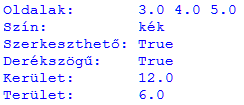 Oldalak: 3.0 4.0 5.0
Szín: kék
Szerkeszthető: True
Derékszögű: True
Kerület: 12.0
Terület: 6.0